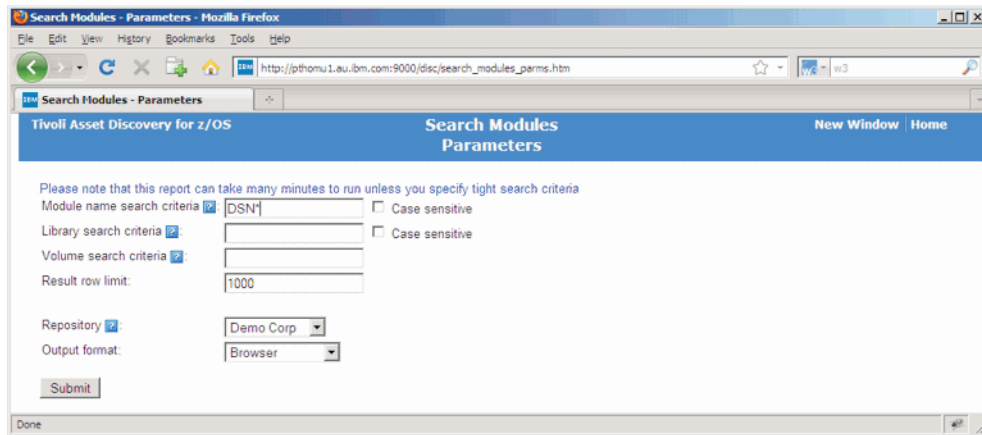 Search Modules - Parameters - Mozilla Firefox
File Edit View History Bookmarks Tools Help
http://pthomu1.au.ibm.com:9000/disc/search_modules_parms.htm
w3
IBM Search Modules - Parameters
Tivoli Asset Discovery for z/OS
Search Modules
Parameters
New Window | Home
Please note that this report can take many minutes to run unless you specify tight search criteria
Module name search criteria ?: DSN* Case sensitive
Library search criteria ?: Case sensitive
Volume search criteria ?:
Result row limit: 1000
Repository ?: Demo Corp
Output format: Browser
Submit
Done